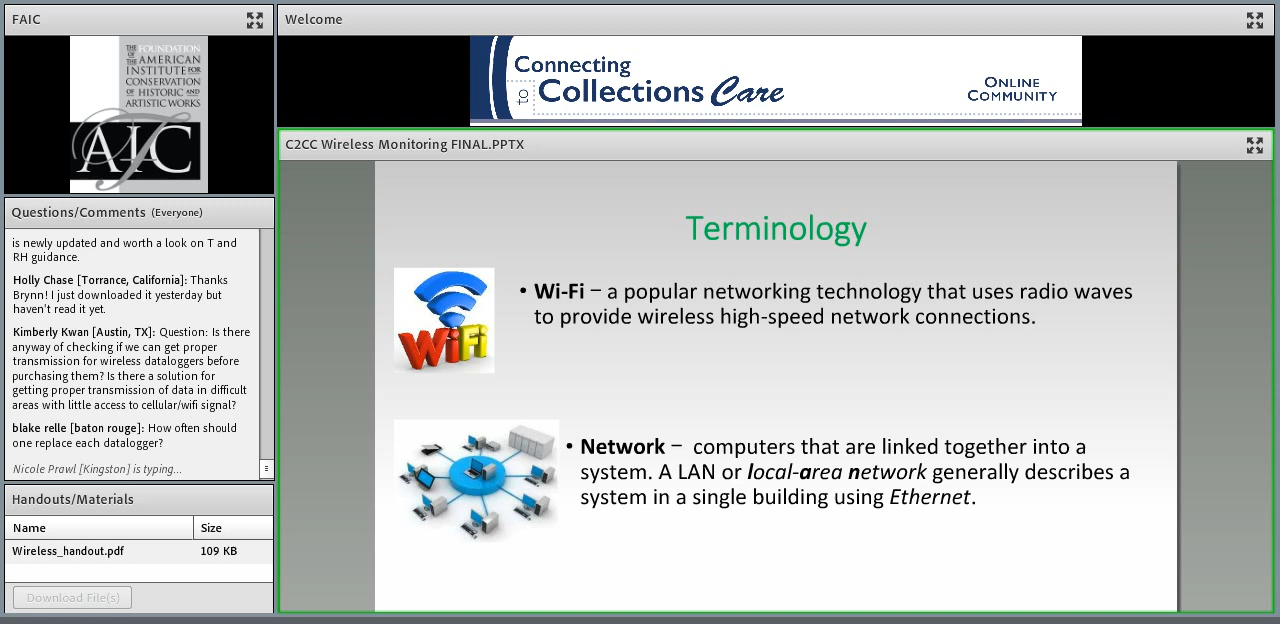 FAIC
THE FOUNDATION
OF THE AMERICAN
INSTITUTE FOR
CONSERVATION
OF HISTORIC AND
ARTISTIC WORKS
AIC
Welcome
Connecting
to Collections Care
ONLINE
COMMUNITY
Questions/Comments (Everyone)
is newly updated and worth a look on T and
RH guidance.
Holly Chase [Torrance, California]: Thanks
Brynn! I just downloaded it yesterday but
haven't read it yet.
Kimberly Kwan [Austin, TX]: Question: Is there
anyway of checking if we can get proper
transmission for wireless dataloggers before
purchasing them? Is there a solution for
getting proper transmission of data in difficult
areas with little access to cellular/wifi signal?
blake relle [baton rouge]: How often should
one replace each datalogger?
Nicole Prawl [Kingston] is typing...
Handouts/Materials
Name Size
Wireless_handout.pdf 109 KB
Download File(s)
C2CC Wireless Monitoring FINAL.PPTX
Terminology
WiFi
• Wi-Fi – a popular networking technology that uses radio waves
to provide wireless high-speed network connections.
• Network – computers that are linked together into a
system. A LAN or local-area network generally describes a
system in a single building using Ethernet.